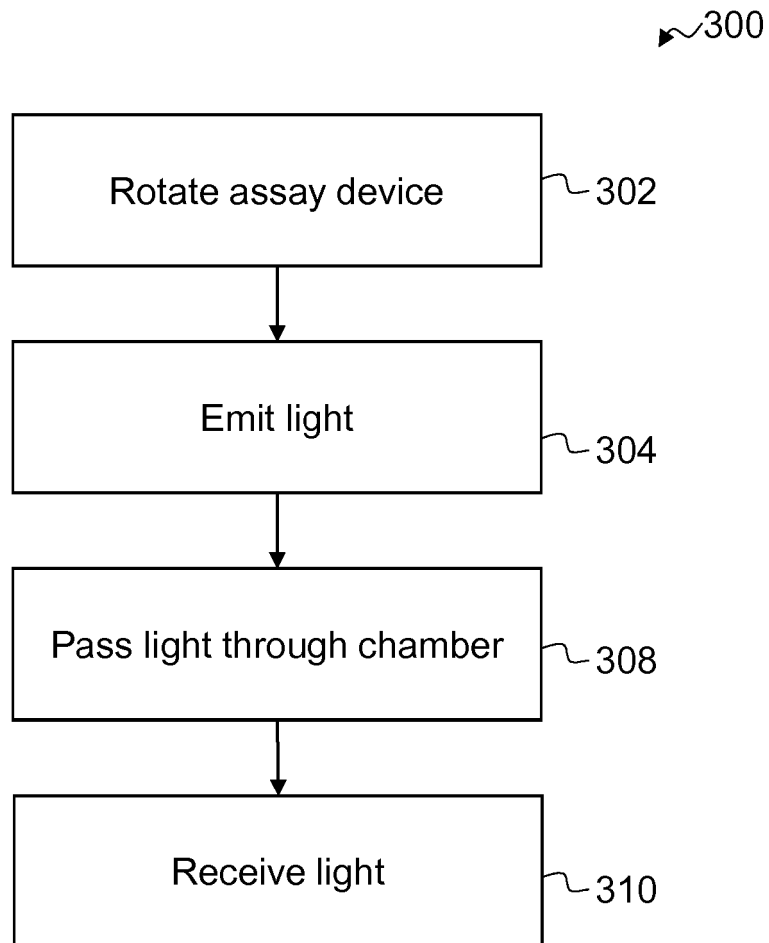 300
Rotate assay device
302
Emit light
304
Pass light through chamber
308
Receive light
310